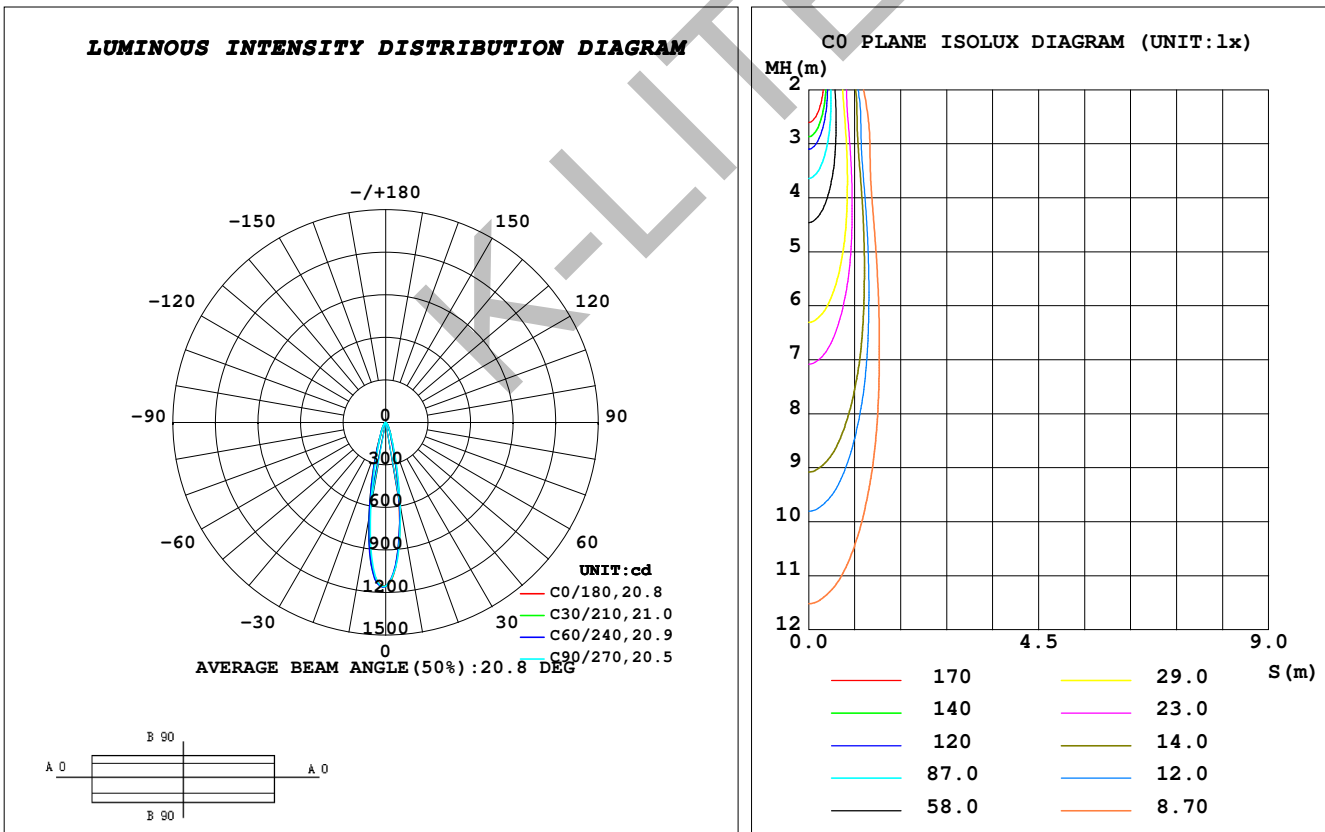 LUMINOUS INTENSITY DISTRIBUTION DIAGRAM
-/+180
-150
150
-120
120
-90
90
-60
60
-30
30
0
0
300
600
900
1200
1500
UNIT:cd
C0/180,20.8
C30/210,21.0
C60/240,20.9
C90/270,20.5
AVERAGE BEAM ANGLE(50%):20.8 DEG
B 90
A 0
A 0
B 90
K-LITE
C0 PLANE ISOLUX DIAGRAM (UNIT:lx)
MH(m)
2
3
4
5
6
7
8
9
10
11
12
0.0
4.5
9.0
S(m)
170
29.0
140
23.0
120
14.0
87.0
12.0
58.0
8.70